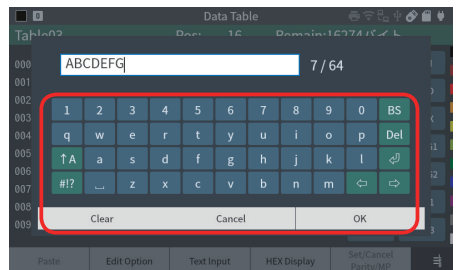 0 Data Table
Table03 Pos: 16 Remain:16274バイト
000
ABCDEFG 7 / 64
001
002
1 2 3 4 5 6 7 8 9 0 BS
003
004 q w e r t y u i o p Del
005 ↑A a s d f g h j k l
006
#!? z x c v b n m ⇦ ⇨
007
008
Clear Cancel OK
009
Paste Edit Option Text Input HEX Display Set/Cancel Parity/MP